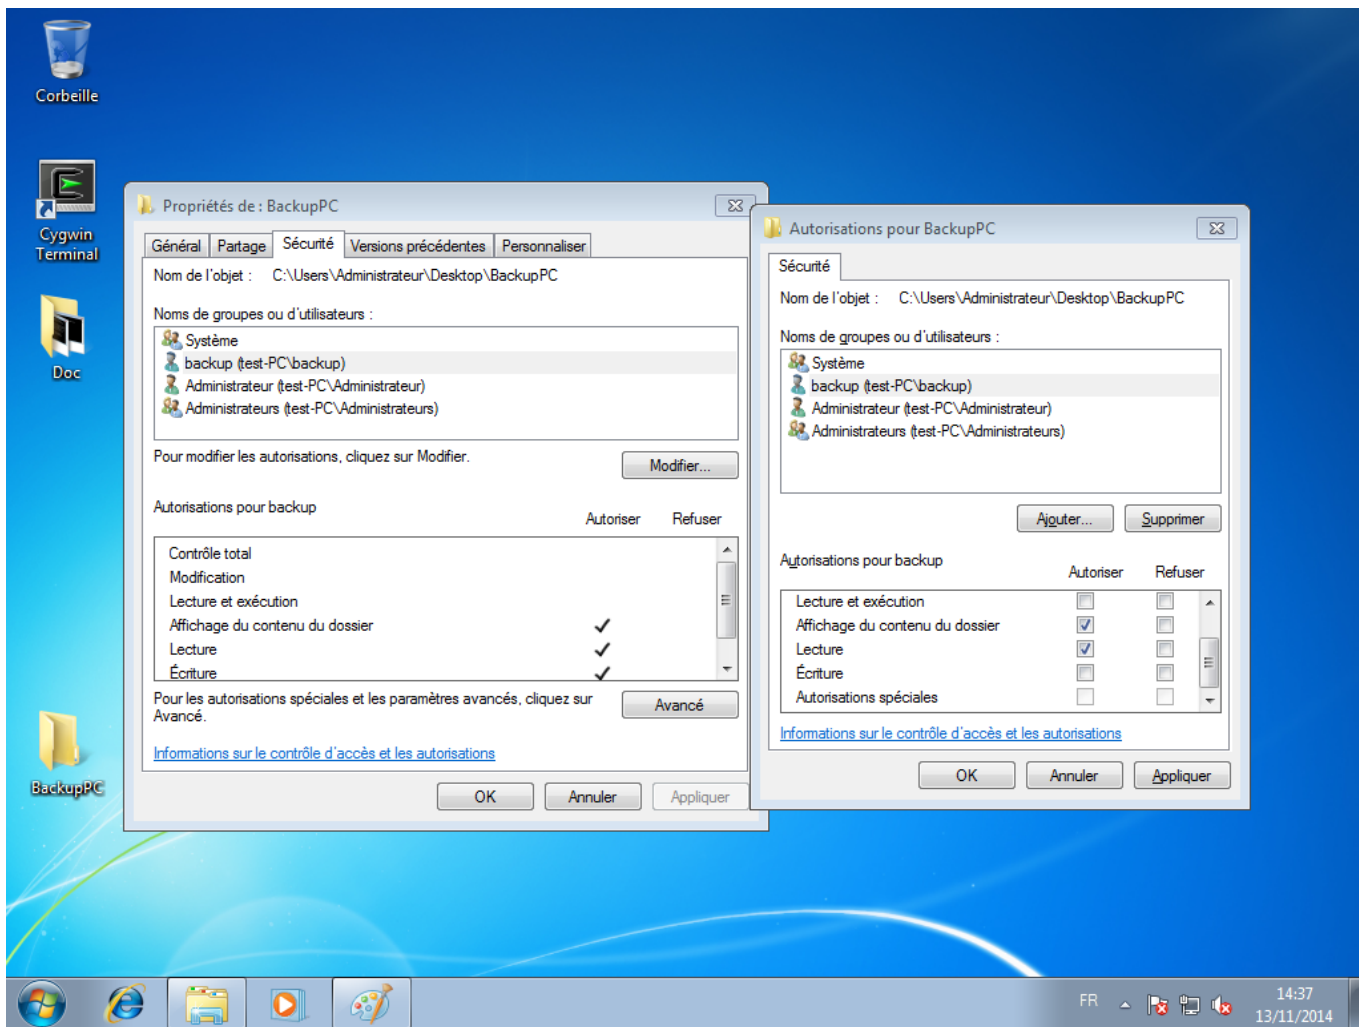 Corbeille
Cygwin
Terminal
Doc
BackupPC
Propriétés de : BackupPC
Général Partage Sécurité Versions précédentes Personnaliser
Nom de l'objet : C:\Users\Administrateur\Desktop\BackupPC
Noms de groupes ou d'utilisateurs :
Système
backup (test-PC\backup)
Administrateur (test-PC\Administrateur)
Administrateurs (test-PC\Administrateurs)
Pour modifier les autorisations, cliquez sur Modifier.
Modifier...
Autorisations pour backup
Autoriser Refuser
Contrôle total
Modification
Lecture et exécution
Affichage du contenu du dossier
Lecture
Écriture
Pour les autorisations spéciales et les paramètres avancés, cliquez sur
Avancé.
Avancé
Informations sur le contrôle d'accès et les autorisations
OK Annuler Appliquer
Autorisations pour BackupPC
Sécurité
Nom de l'objet : C:\Users\Administrateur\Desktop\BackupPC
Noms de groupes ou d'utilisateurs :
Système
backup (test-PC\backup)
Administrateur (test-PC\Administrateur)
Administrateurs (test-PC\Administrateurs)
Ajouter... Supprimer
Autorisations pour backup
Autoriser Refuser
Lecture et exécution
Affichage du contenu du dossier
Lecture
Écriture
Autorisations spéciales
Informations sur le contrôle d'accès et les autorisations
OK Annuler Appliquer
FR
14:37
13/11/2014